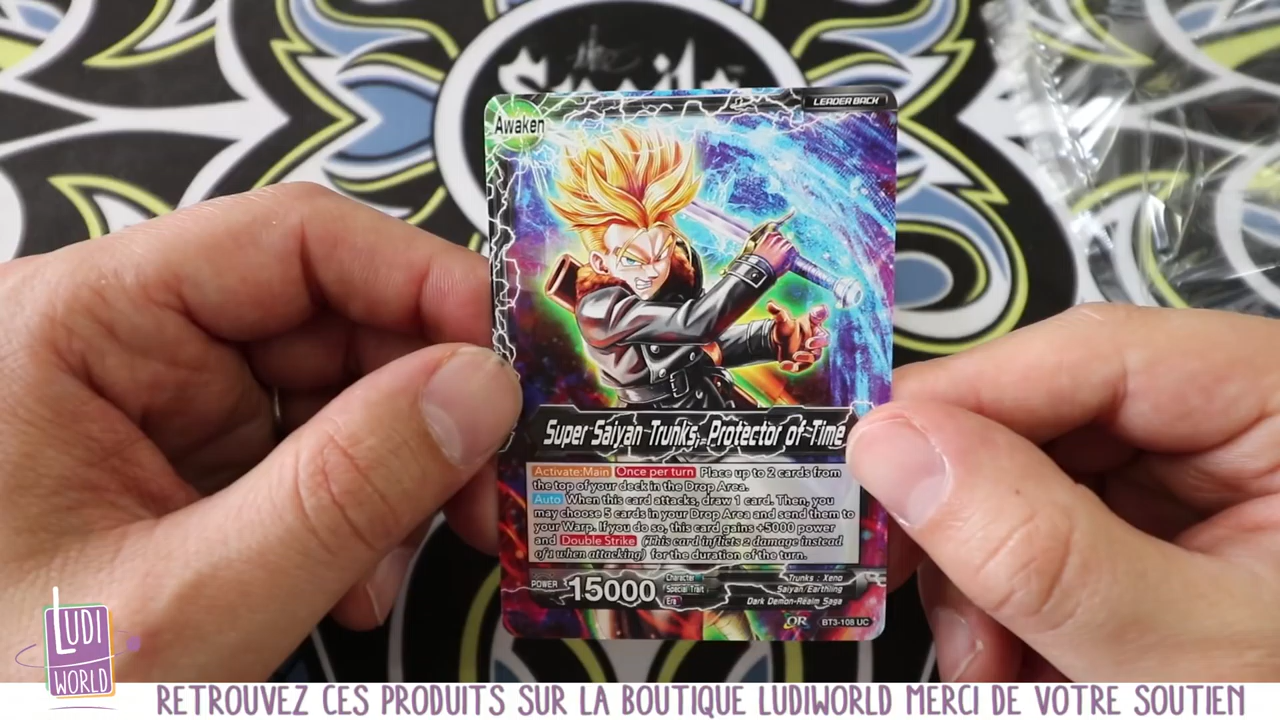 the
Smile
LEADER BACK
Awaken
Super Saiyan Trunks, Protector of Time
Activate:Main Once per turn Place up to 2 cards from
the top of your deck in the Drop Area.
Auto When this card attacks, draw 1 card. Then, you
may choose 5 cards in your Drop Area and send them to
your Warp. If you do so, this card gains +5000 power
and Double Strike (This card inflicts 2 damage instead
of 1 when attacking) for the duration of the turn.
POWER 15000
Character Trunks : Xeno
Special Trait Saiyan/Earthling
Era Dark Demon-Realm Saga
OR BT3-108 UC
LUDI
WORLD
RETROUVEZ CES PRODUITS SUR LA BOUTIQUE LUDIWORLD MERCI DE VOTRE SOUTIEN